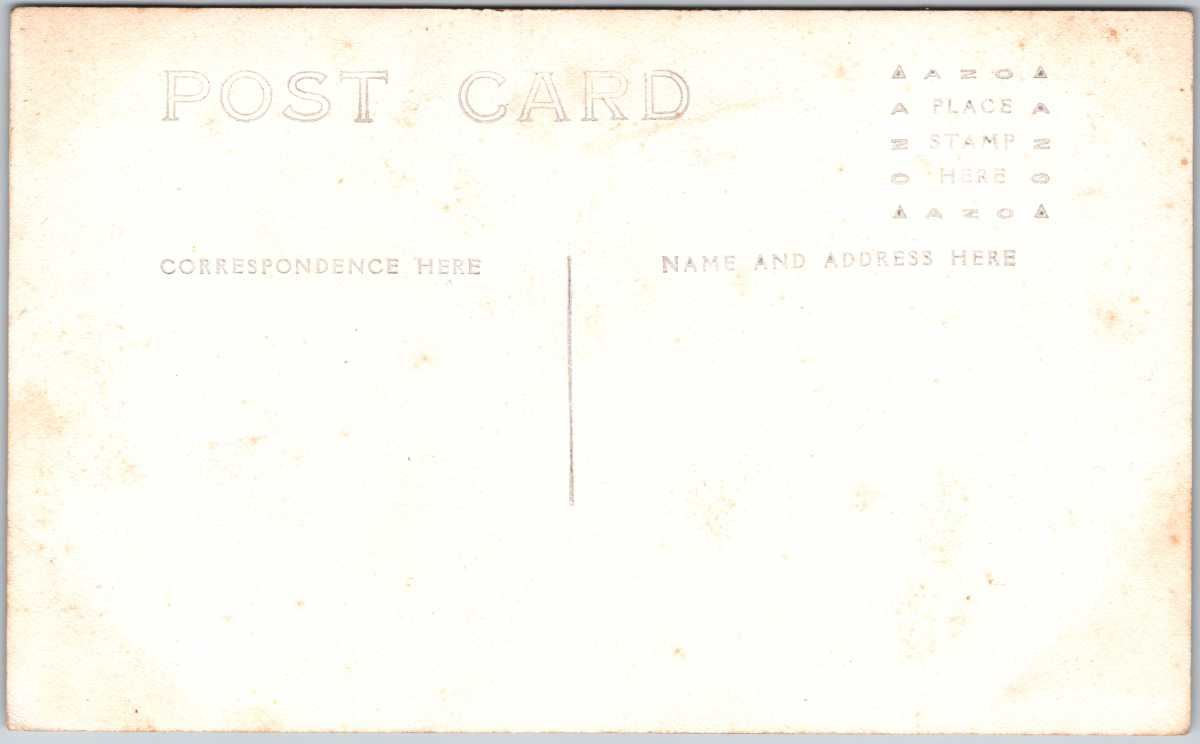 POST CARD
AZO
A PLACE A
N STAMP N
O HERE O
AZO
CORRESPONDENCE HERE
NAME AND ADDRESS HERE